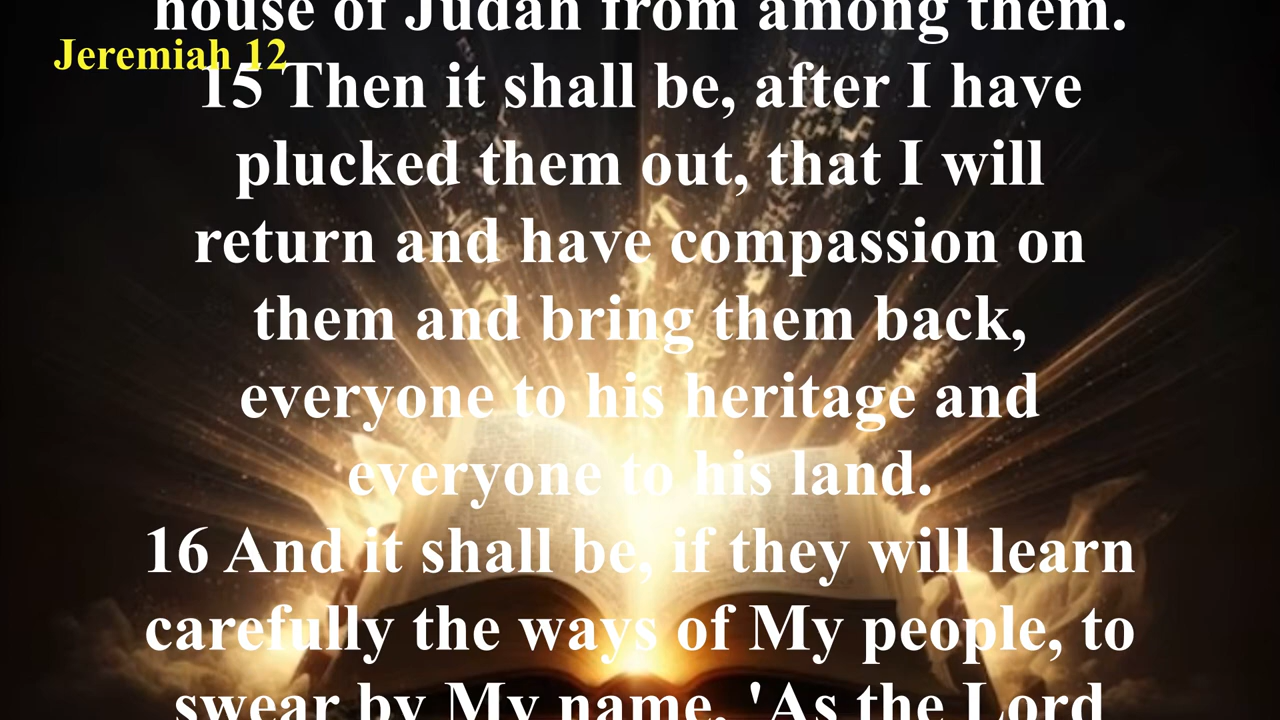 house of Judah from among them.
Jeremiah 12
15 Then it shall be, after I have
plucked them out, that I will
return and have compassion on
them and bring them back,
everyone to his heritage and
everyone to his land.
16 And it shall be, if they will learn
carefully the ways of My people, to
swear by My name, 'As the Lord